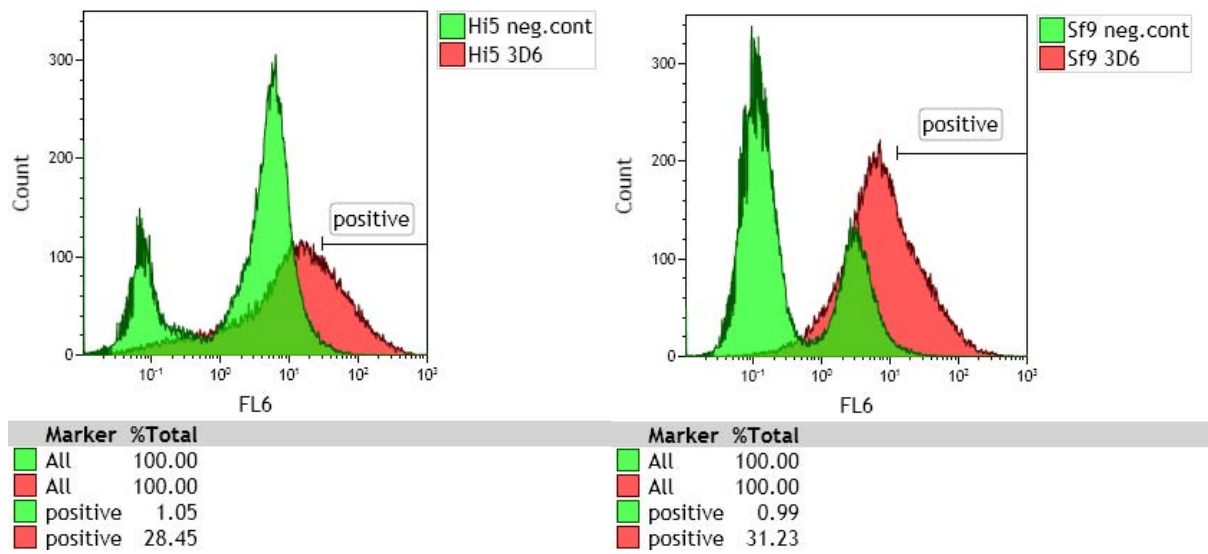 Hi5 neg.cont
Hi5 3D6
300
200
100
0
Count
positive
10⁻¹ 10⁰ 10¹ 10² 10³
FL6
Marker %Total
All 100.00
All 100.00
positive 1.05
positive 28.45
Sf9 neg.cont
Sf9 3D6
300
200
100
0
Count
positive
10⁻¹ 10⁰ 10¹ 10² 10³
FL6
Marker %Total
All 100.00
All 100.00
positive 0.99
positive 31.23